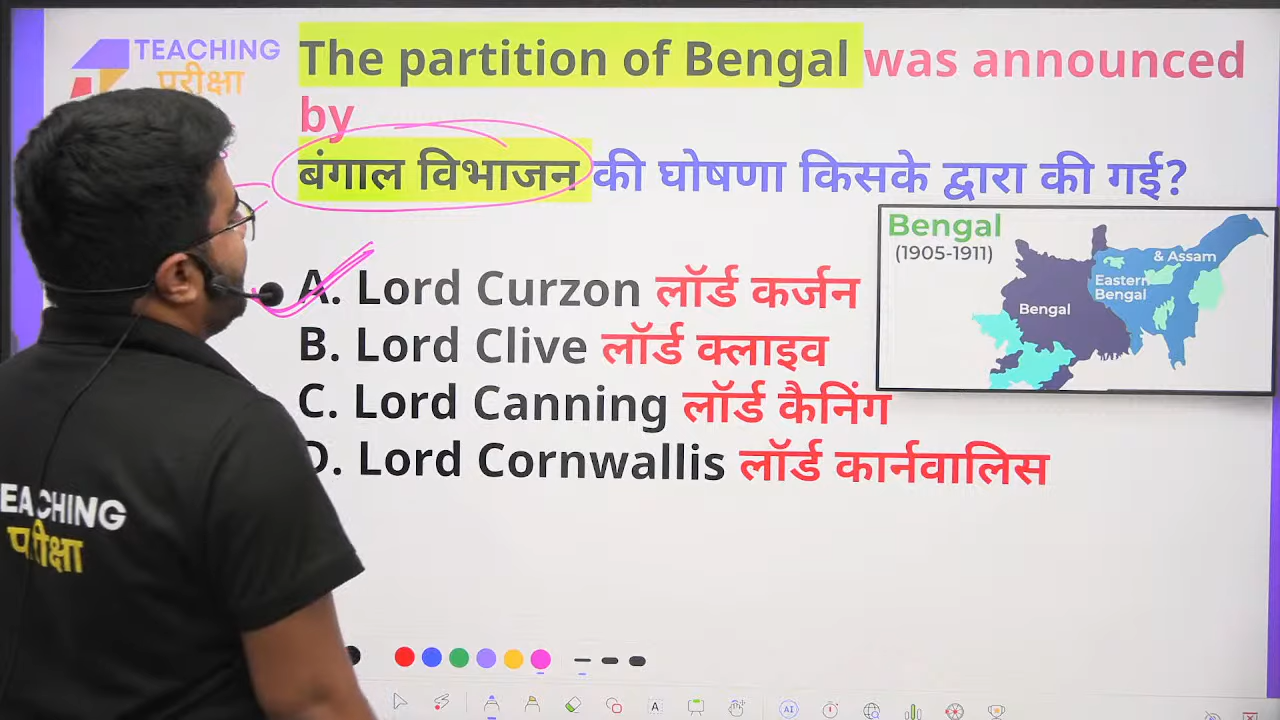 TEACHING
परीक्षा
The partition of Bengal was announced
by
बंगाल विभाजन की घोषणा किसके द्वारा की गई?
A. Lord Curzon लॉर्ड कर्जन
B. Lord Clive लॉर्ड क्लाइव
C. Lord Canning लॉर्ड कैनिंग
D. Lord Cornwallis लॉर्ड कार्नवालिस
Bengal
(1905-1911)
& Assam
Eastern
Bengal
Bengal
EACHING
परीक्षा
A
AI